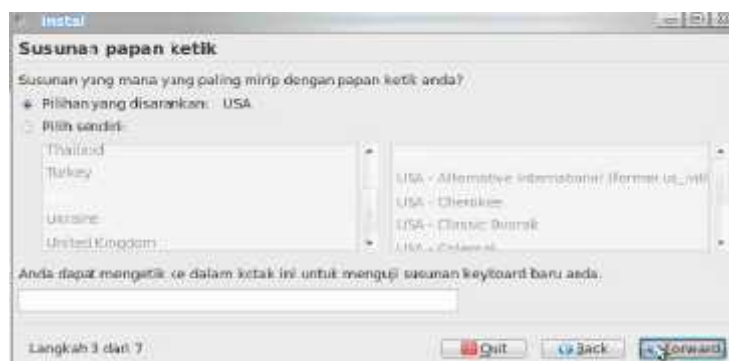 Instal
Susunan papan ketik
Susunan yang mana yang paling mirip dengan papan ketik anda?
Pilihan yang disarankan: USA
Pilih sendiri:
Thailand
Turkey
Ukraine
United Kingdom
USA - Alternative international (former us_intl)
USA - Cherokee
USA - Classic Dvorak
USA - Colemak
Anda dapat mengetik ke dalam kotak ini untuk menguji susunan keyboard baru anda.
Langkah 3 dari 7
Quit
Back
Forward